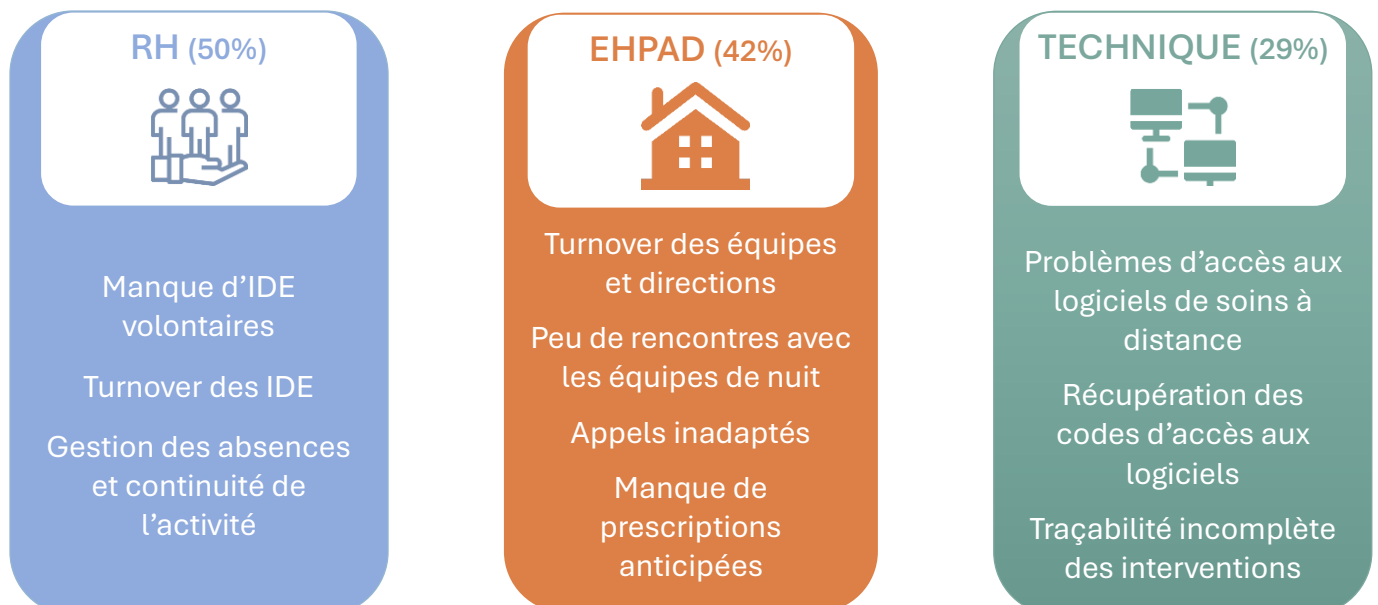 RH (50%)
Manque d’IDE
volontaires
Turnover des IDE
Gestion des absences
et continuité de
l’activité
EHPAD (42%)
Turnover des équipes
et directions
Peu de rencontres avec
les équipes de nuit
Appels inadaptés
Manque de
prescriptions
anticipées
TECHNIQUE (29%)
Problèmes d’accès aux
logiciels de soins à
distance
Récupération des
codes d’accès aux
logiciels
Traçabilité incomplète
des interventions